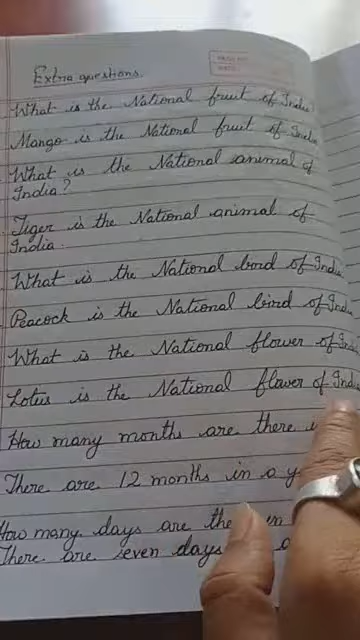 Extra questions.
What is the National fruit of India
Mango is the National fruit of India
What is the National animal of
India?
Tiger is the National animal of
India.
What is the National bird of India
Peacock is the National bird of India
What is the National flower of India
Lotus is the National flower of India
How many months are there
There are 12 months in a
How many days are the
There are seven days